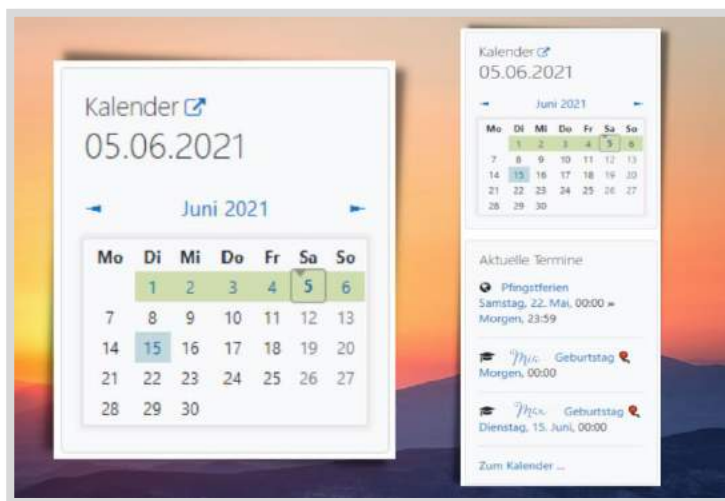 Kalender
05.06.2021
Juni 2021
Mo Di Mi Do Fr Sa So
1 2 3 4 5 6
7 8 9 10 11 12 13
14 15 16 17 18 19 20
21 22 23 24 25 26 27
28 29 30
Kalender
05.06.2021
Juni 2021
Mo Di Mi Do Fr Sa So
1 2 3 4 5 6
7 8 9 10 11 12 13
14 15 16 17 18 19 20
21 22 23 24 25 26 27
28 29 30
Aktuelle Termine
Pfingstferien
Samstag, 22. Mai, 00:00 »
Morgen, 23:59
Geburtstag
Morgen, 00:00
Geburtstag
Dienstag, 15. Juni, 00:00
Zum Kalender ...